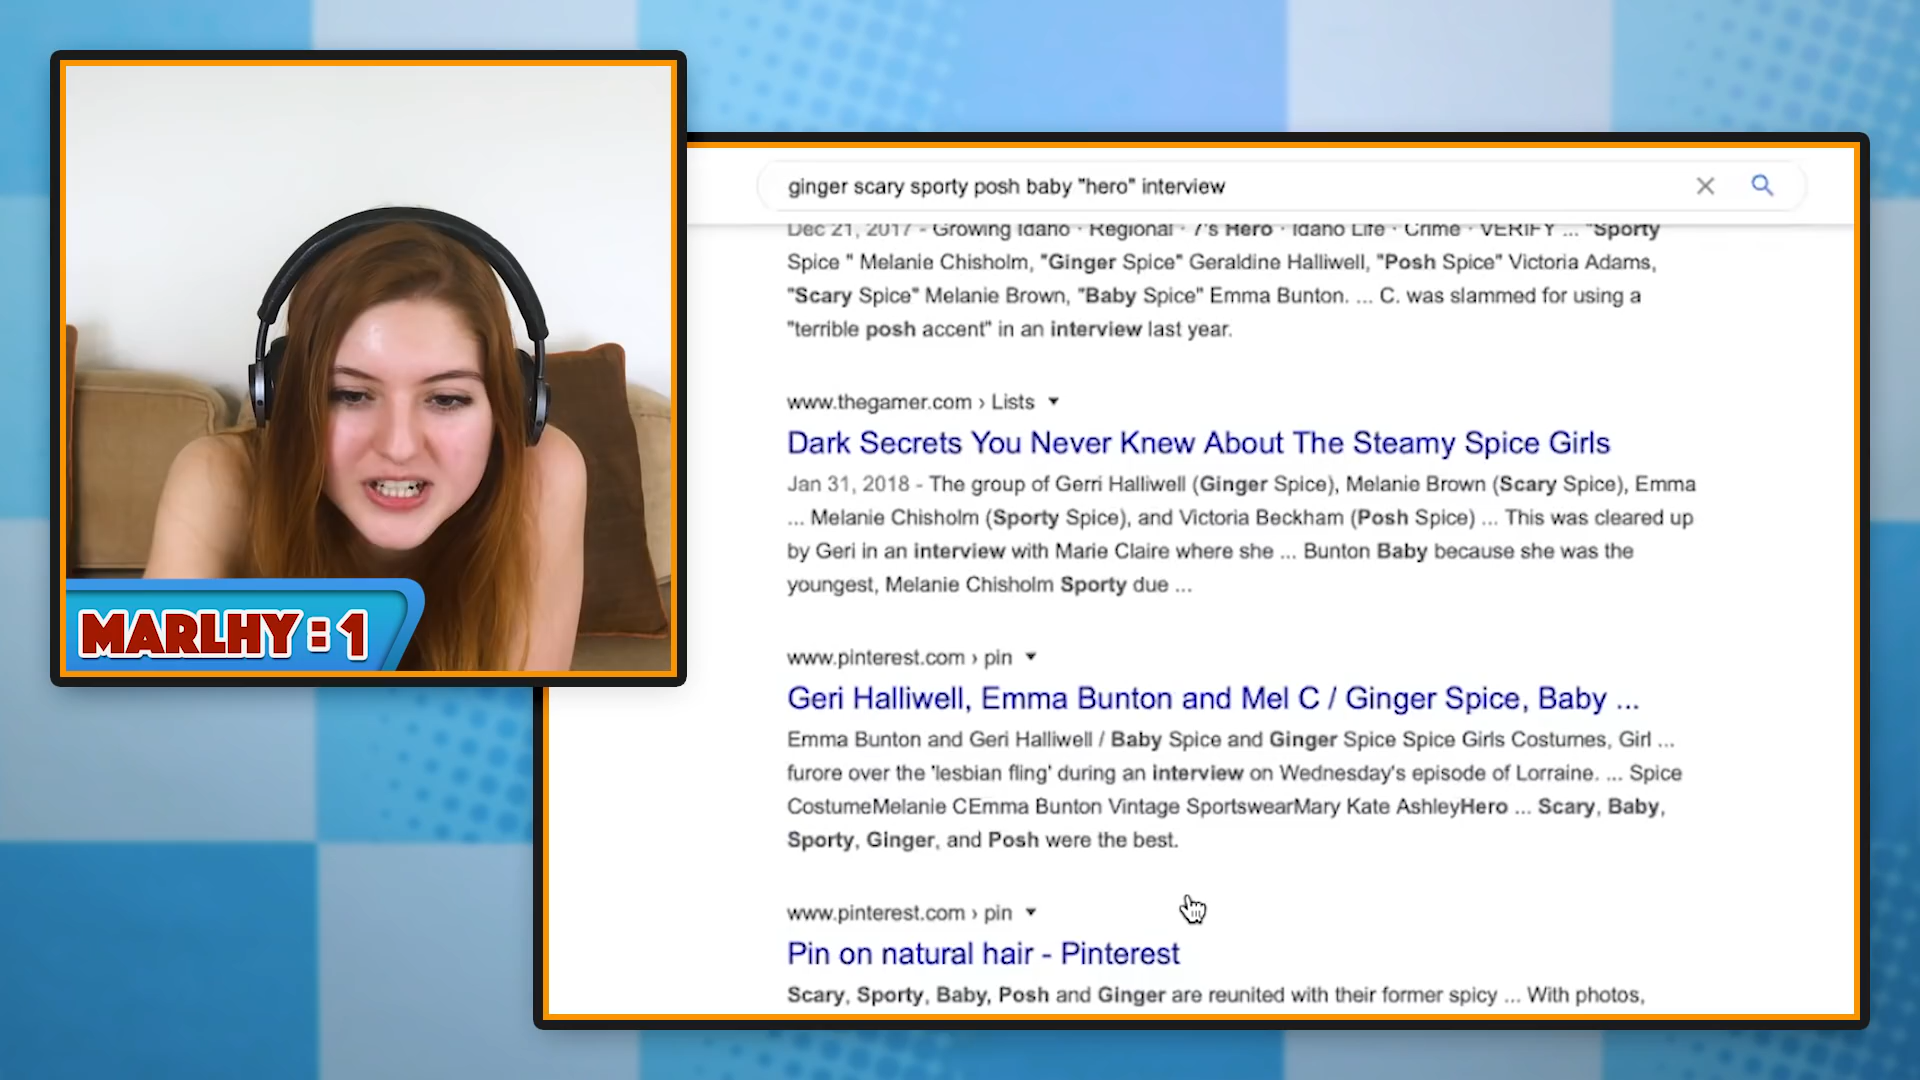 ginger scary sporty posh baby "hero" interview
Dec 21, 2017 - Growing Idaho · Regional · 7's Hero · Idaho Life · Crime · VERIFY ... "Sporty
Spice " Melanie Chisholm, "Ginger Spice" Geraldine Halliwell, "Posh Spice" Victoria Adams,
"Scary Spice" Melanie Brown, "Baby Spice" Emma Bunton. ... C. was slammed for using a
"terrible posh accent" in an interview last year.
www.thegamer.com › Lists
Dark Secrets You Never Knew About The Steamy Spice Girls
Jan 31, 2018 - The group of Gerri Halliwell (Ginger Spice), Melanie Brown (Scary Spice), Emma
... Melanie Chisholm (Sporty Spice), and Victoria Beckham (Posh Spice) ... This was cleared up
by Geri in an interview with Marie Claire where she ... Bunton Baby because she was the
youngest, Melanie Chisholm Sporty due ...
MARLHY : 1
www.pinterest.com › pin
Geri Halliwell, Emma Bunton and Mel C / Ginger Spice, Baby ...
Emma Bunton and Geri Halliwell / Baby Spice and Ginger Spice Spice Girls Costumes, Girl ...
furore over the 'lesbian fling' during an interview on Wednesday's episode of Lorraine. ... Spice
CostumeMelanie CEmma Bunton Vintage SportswearMary Kate AshleyHero ... Scary, Baby,
Sporty, Ginger, and Posh were the best.
www.pinterest.com › pin
Pin on natural hair - Pinterest
Scary, Sporty, Baby, Posh and Ginger are reunited with their former spicy ... With photos,